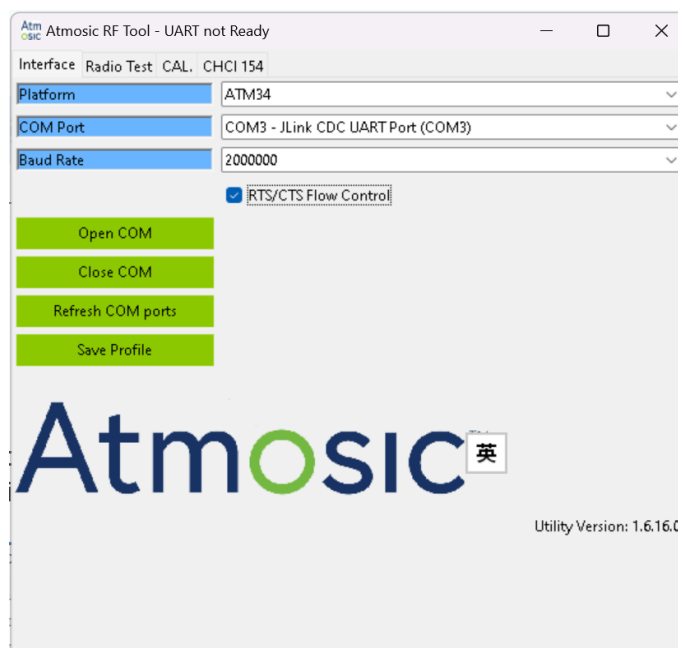 Atmosic RF Tool - UART not Ready
Interface Radio Test CAL. CHCI 154
Platform ATM34
COM Port COM3 - JLink CDC UART Port (COM3)
Baud Rate 2000000
RTS/CTS Flow Control
Open COM
Close COM
Refresh COM ports
Save Profile
Atmosic
英
Utility Version: 1.6.16.0